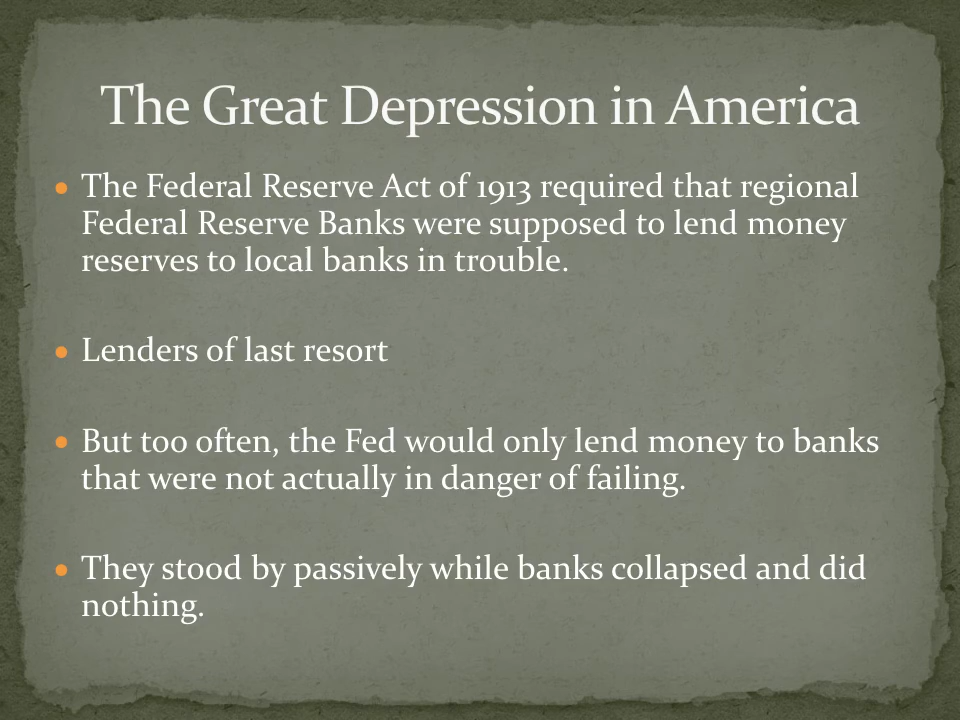 The Great Depression in America
• The Federal Reserve Act of 1913 required that regional
Federal Reserve Banks were supposed to lend money
reserves to local banks in trouble.
• Lenders of last resort
• But too often, the Fed would only lend money to banks
that were not actually in danger of failing.
• They stood by passively while banks collapsed and did
nothing.